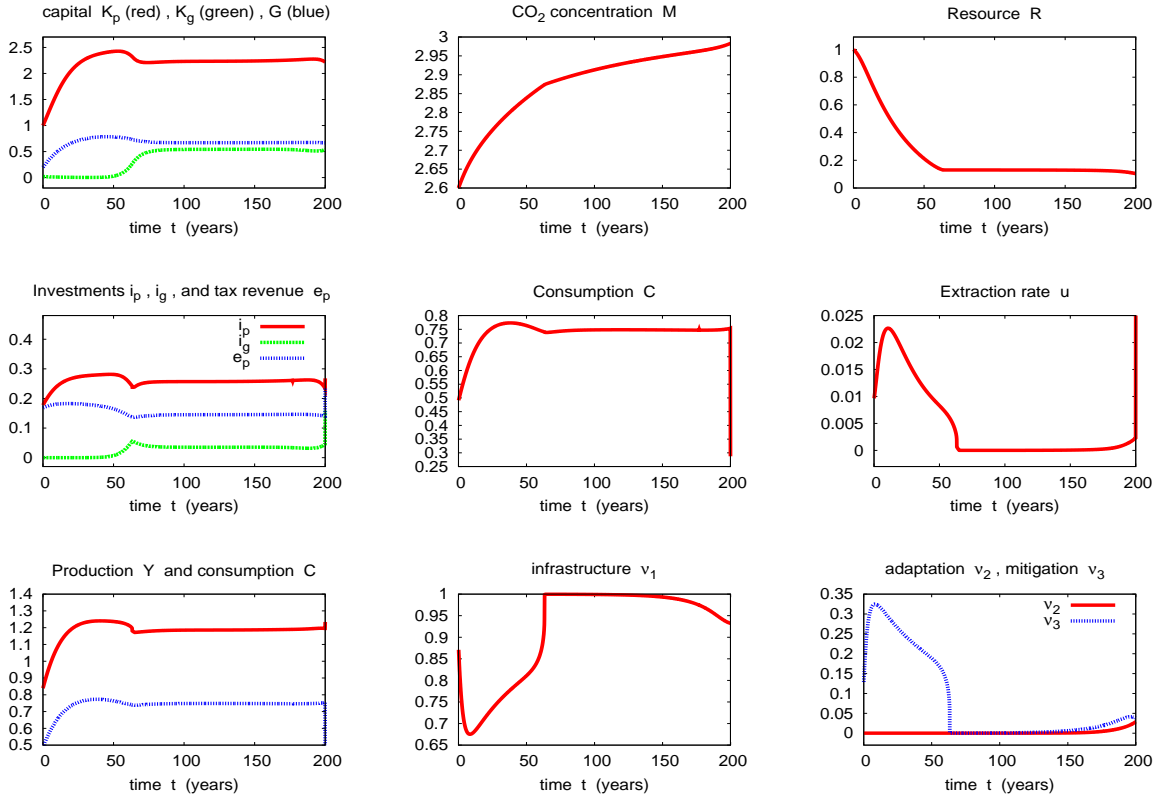 capital K_p (red) , K_g (green) , G (blue)
2.5
2
1.5
1
0.5
0
0 50 100 150 200
time t (years)
CO_2 concentration M
3
2.95
2.9
2.85
2.8
2.75
2.7
2.65
2.6
0 50 100 150 200
time t (years)
Resource R
1
0.8
0.6
0.4
0.2
0
0 50 100 150 200
time t (years)
Investments i_p , i_g , and tax revenue e_p
i_p
i_g
e_p
0.4
0.3
0.2
0.1
0
0 50 100 150 200
time t (years)
Consumption C
0.8
0.75
0.7
0.65
0.6
0.55
0.5
0.45
0.4
0.35
0.3
0.25
0 50 100 150 200
time t (years)
Extraction rate u
0.025
0.02
0.015
0.01
0.005
0
0 50 100 150 200
time t (years)
Production Y and consumption C
1.4
1.3
1.2
1.1
1
0.9
0.8
0.7
0.6
0.5
0 50 100 150 200
time t (years)
infrastructure ν_1
1
0.95
0.9
0.85
0.8
0.75
0.7
0.65
0 50 100 150 200
time t (years)
adaptation ν_2 , mitigation ν_3
ν_2
ν_3
0.35
0.3
0.25
0.2
0.15
0.1
0.05
0
0 50 100 150 200
time t (years)